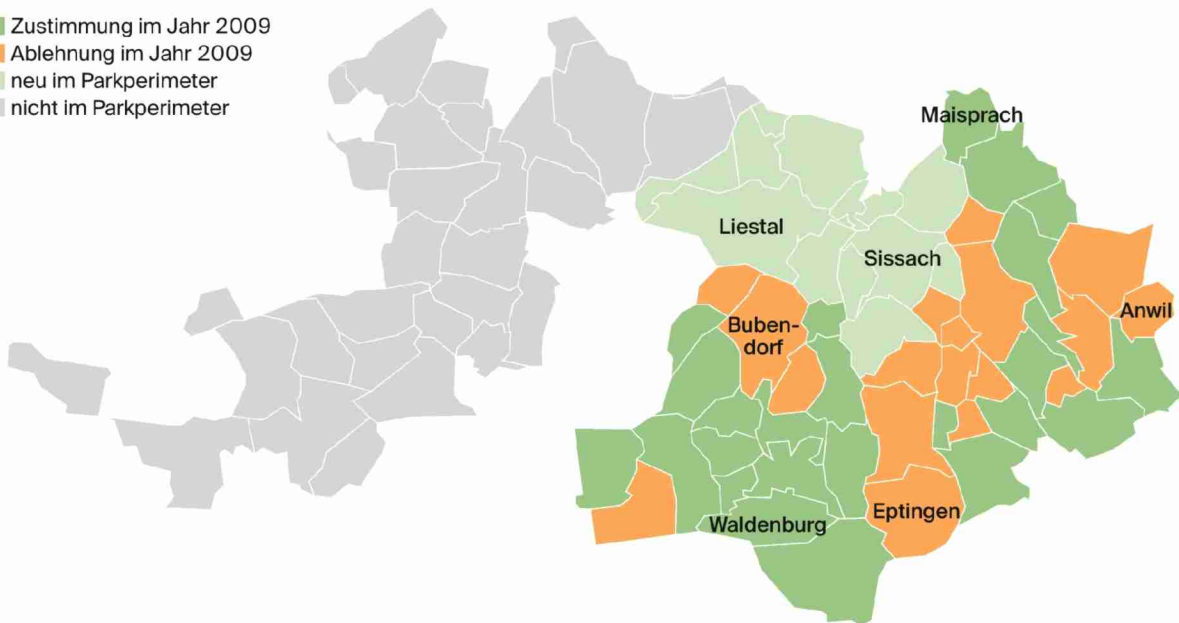 Zustimmung im Jahr 2009
Ablehnung im Jahr 2009
neu im Parkperimeter
nicht im Parkperimeter
Maisprach
Liestal
Sissach
Anwil
Buben-
dorf
Eptingen
Waldenburg